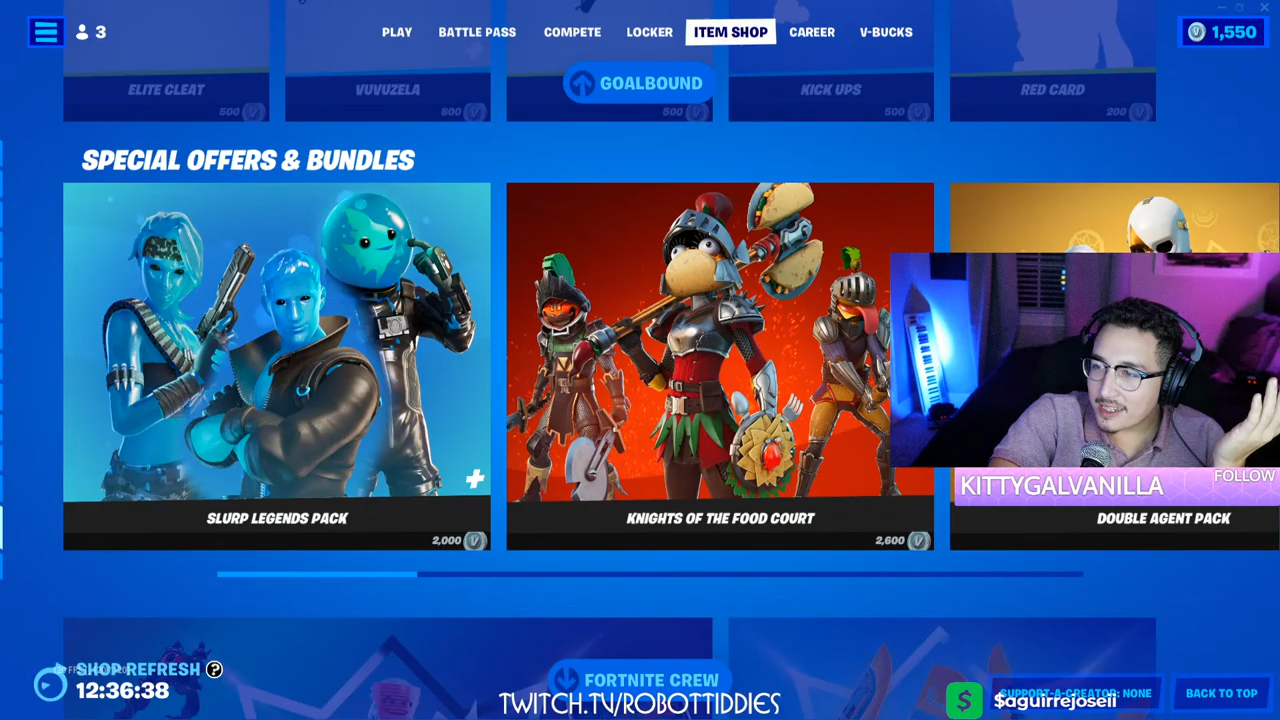 3
PLAY
BATTLE PASS
COMPETE
LOCKER
ITEM SHOP
CAREER
V-BUCKS
1,550
GOALBOUND
ELITE CLEAT
500
VUVUZELA
800
500
KICK UPS
500
RED CARD
200
SPECIAL OFFERS & BUNDLES
SLURP LEGENDS PACK
2,000
KNIGHTS OF THE FOOD COURT
2,600
KITTYGALVANILLA
FOLLOW
DOUBLE AGENT PACK
SHOP REFRESH ?
12:36:38
FORTNITE CREW
TWITCH.TV/ROBOTTIDDIES
SUPPORT-A-CREATOR: NONE
$aguirrejoseii
BACK TO TOP